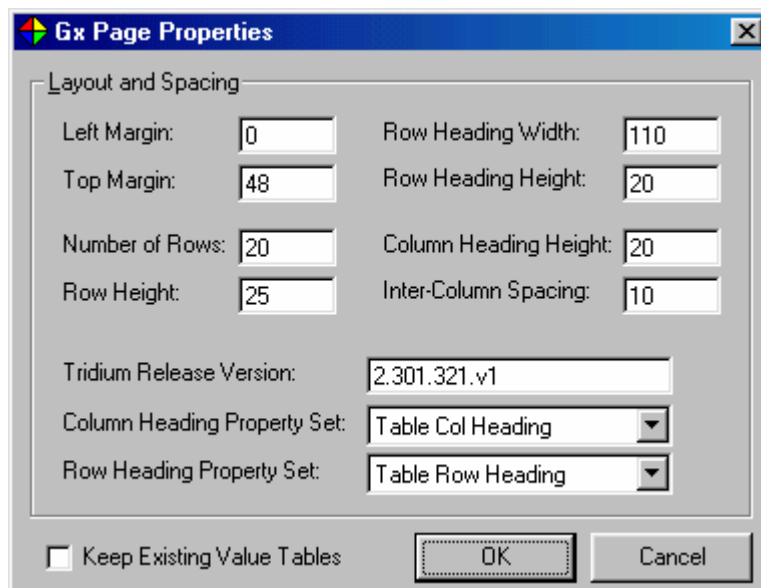 Gx Page Properties
Layout and Spacing
Left Margin: 0 Row Heading Width: 110
Top Margin: 48 Row Heading Height: 20
Number of Rows: 20 Column Heading Height: 20
Row Height: 25 Inter-Column Spacing: 10
Tridium Release Version: 2.301.321.v1
Column Heading Property Set: Table Col Heading
Row Heading Property Set: Table Row Heading
Keep Existing Value Tables OK Cancel